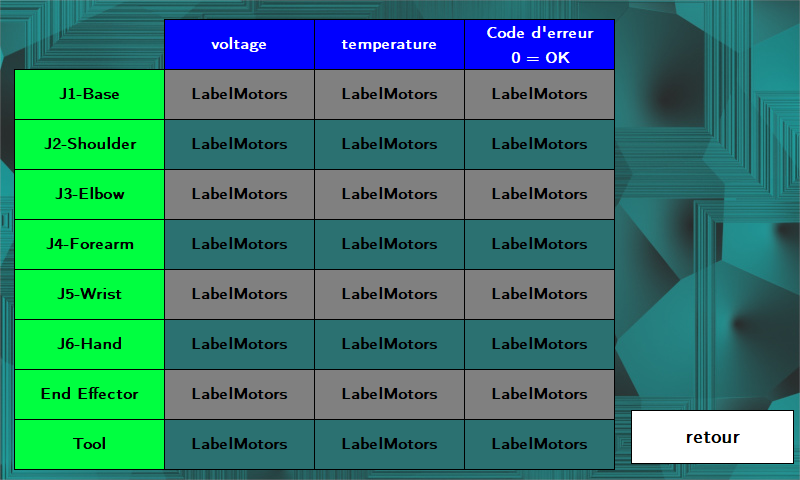 voltage temperature Code d'erreur
0 = OK
J1-Base LabelMotors LabelMotors LabelMotors
J2-Shoulder LabelMotors LabelMotors LabelMotors
J3-Elbow LabelMotors LabelMotors LabelMotors
J4-Forearm LabelMotors LabelMotors LabelMotors
J5-Wrist LabelMotors LabelMotors LabelMotors
J6-Hand LabelMotors LabelMotors LabelMotors
End Effector LabelMotors LabelMotors LabelMotors
Tool LabelMotors LabelMotors LabelMotors
retour